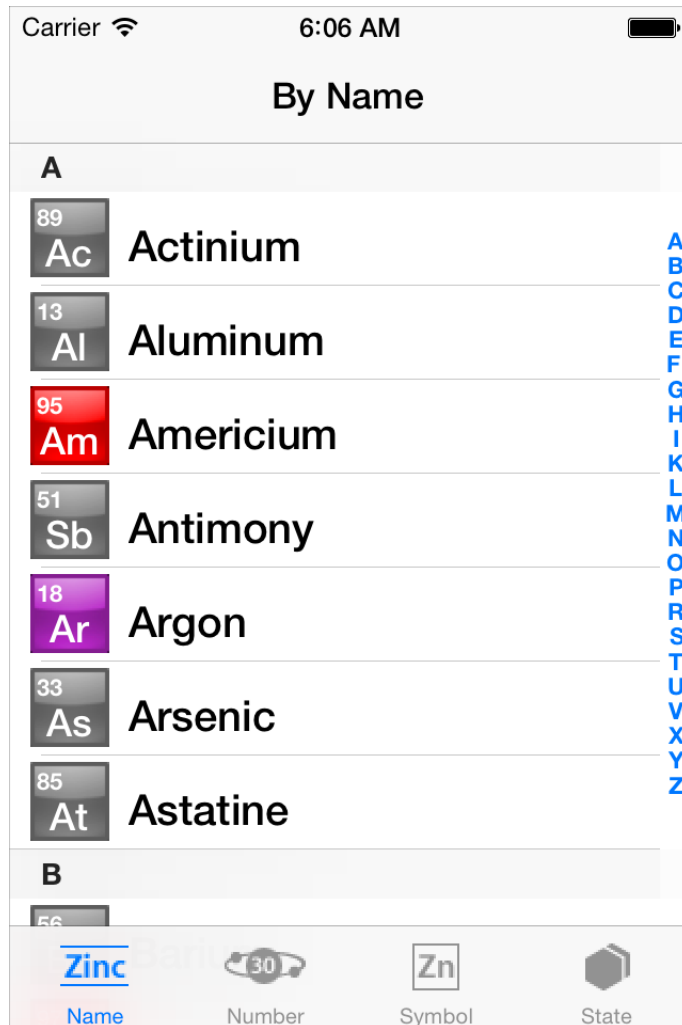 Carrier 6:06 AM
By Name
A
89
Ac Actinium
13
Al Aluminum
95
Am Americium
51
Sb Antimony
18
Ar Argon
33
As Arsenic
85
At Astatine
B
56
Barium
A
B
C
D
E
F
G
H
I
K
L
M
N
O
P
R
S
T
U
V
X
Y
Z
Zinc 30 Zn
Name Number Symbol State